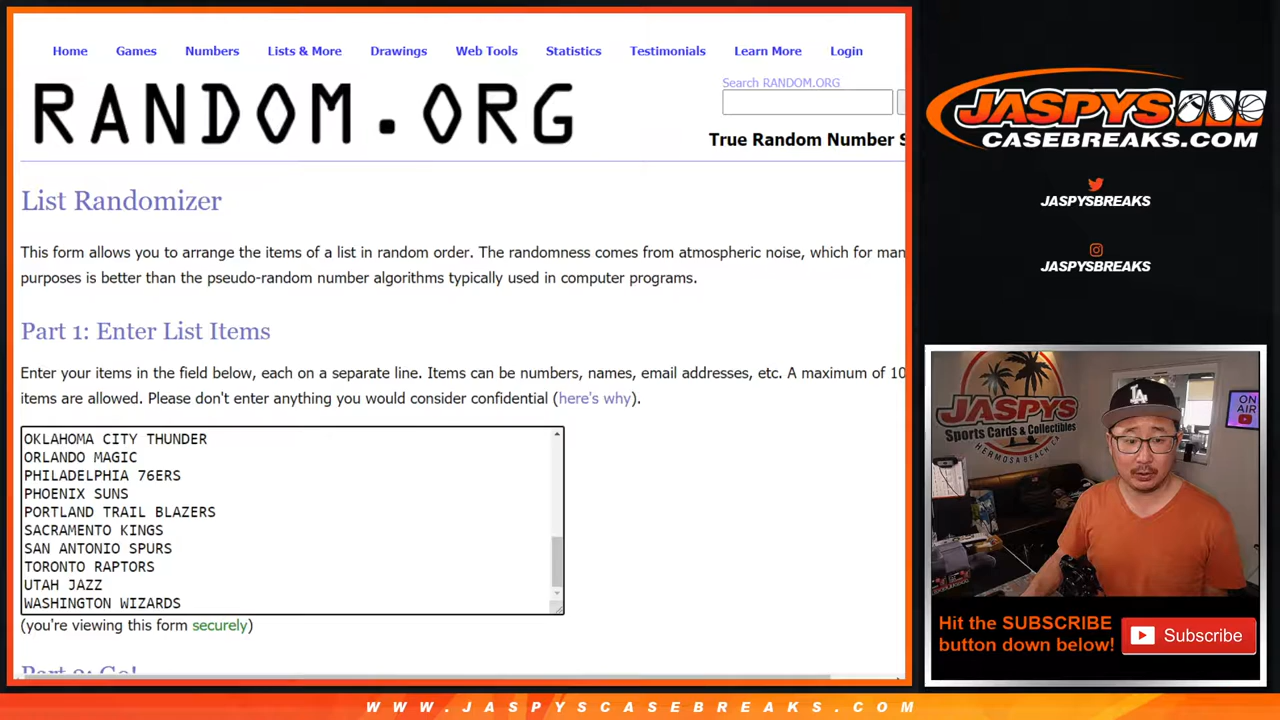 Home Games Numbers Lists & More Drawings Web Tools Statistics Testimonials Learn More Login
RANDOM.ORG
Search RANDOM.ORG
True Random Number S
List Randomizer
This form allows you to arrange the items of a list in random order. The randomness comes from atmospheric noise, which for man
purposes is better than the pseudo-random number algorithms typically used in computer programs.
Part 1: Enter List Items
Enter your items in the field below, each on a separate line. Items can be numbers, names, email addresses, etc. A maximum of 10
items are allowed. Please don't enter anything you would consider confidential (here's why).
OKLAHOMA CITY THUNDER
ORLANDO MAGIC
PHILADELPHIA 76ERS
PHOENIX SUNS
PORTLAND TRAIL BLAZERS
SACRAMENTO KINGS
SAN ANTONIO SPURS
TORONTO RAPTORS
UTAH JAZZ
WASHINGTON WIZARDS
(you're viewing this form securely)
Part 2: Go!
JASPYS
CASEBREAKS.COM
JASPYSBREAKS
JASPYSBREAKS
JASPYS
Sports Cards & Collectibles
HERMOSA BEACH, CA
LA
ON
AIR
Hit the SUBSCRIBE
button down below!
Subscribe
WWW.JASPYSCASEBREAKS.COM